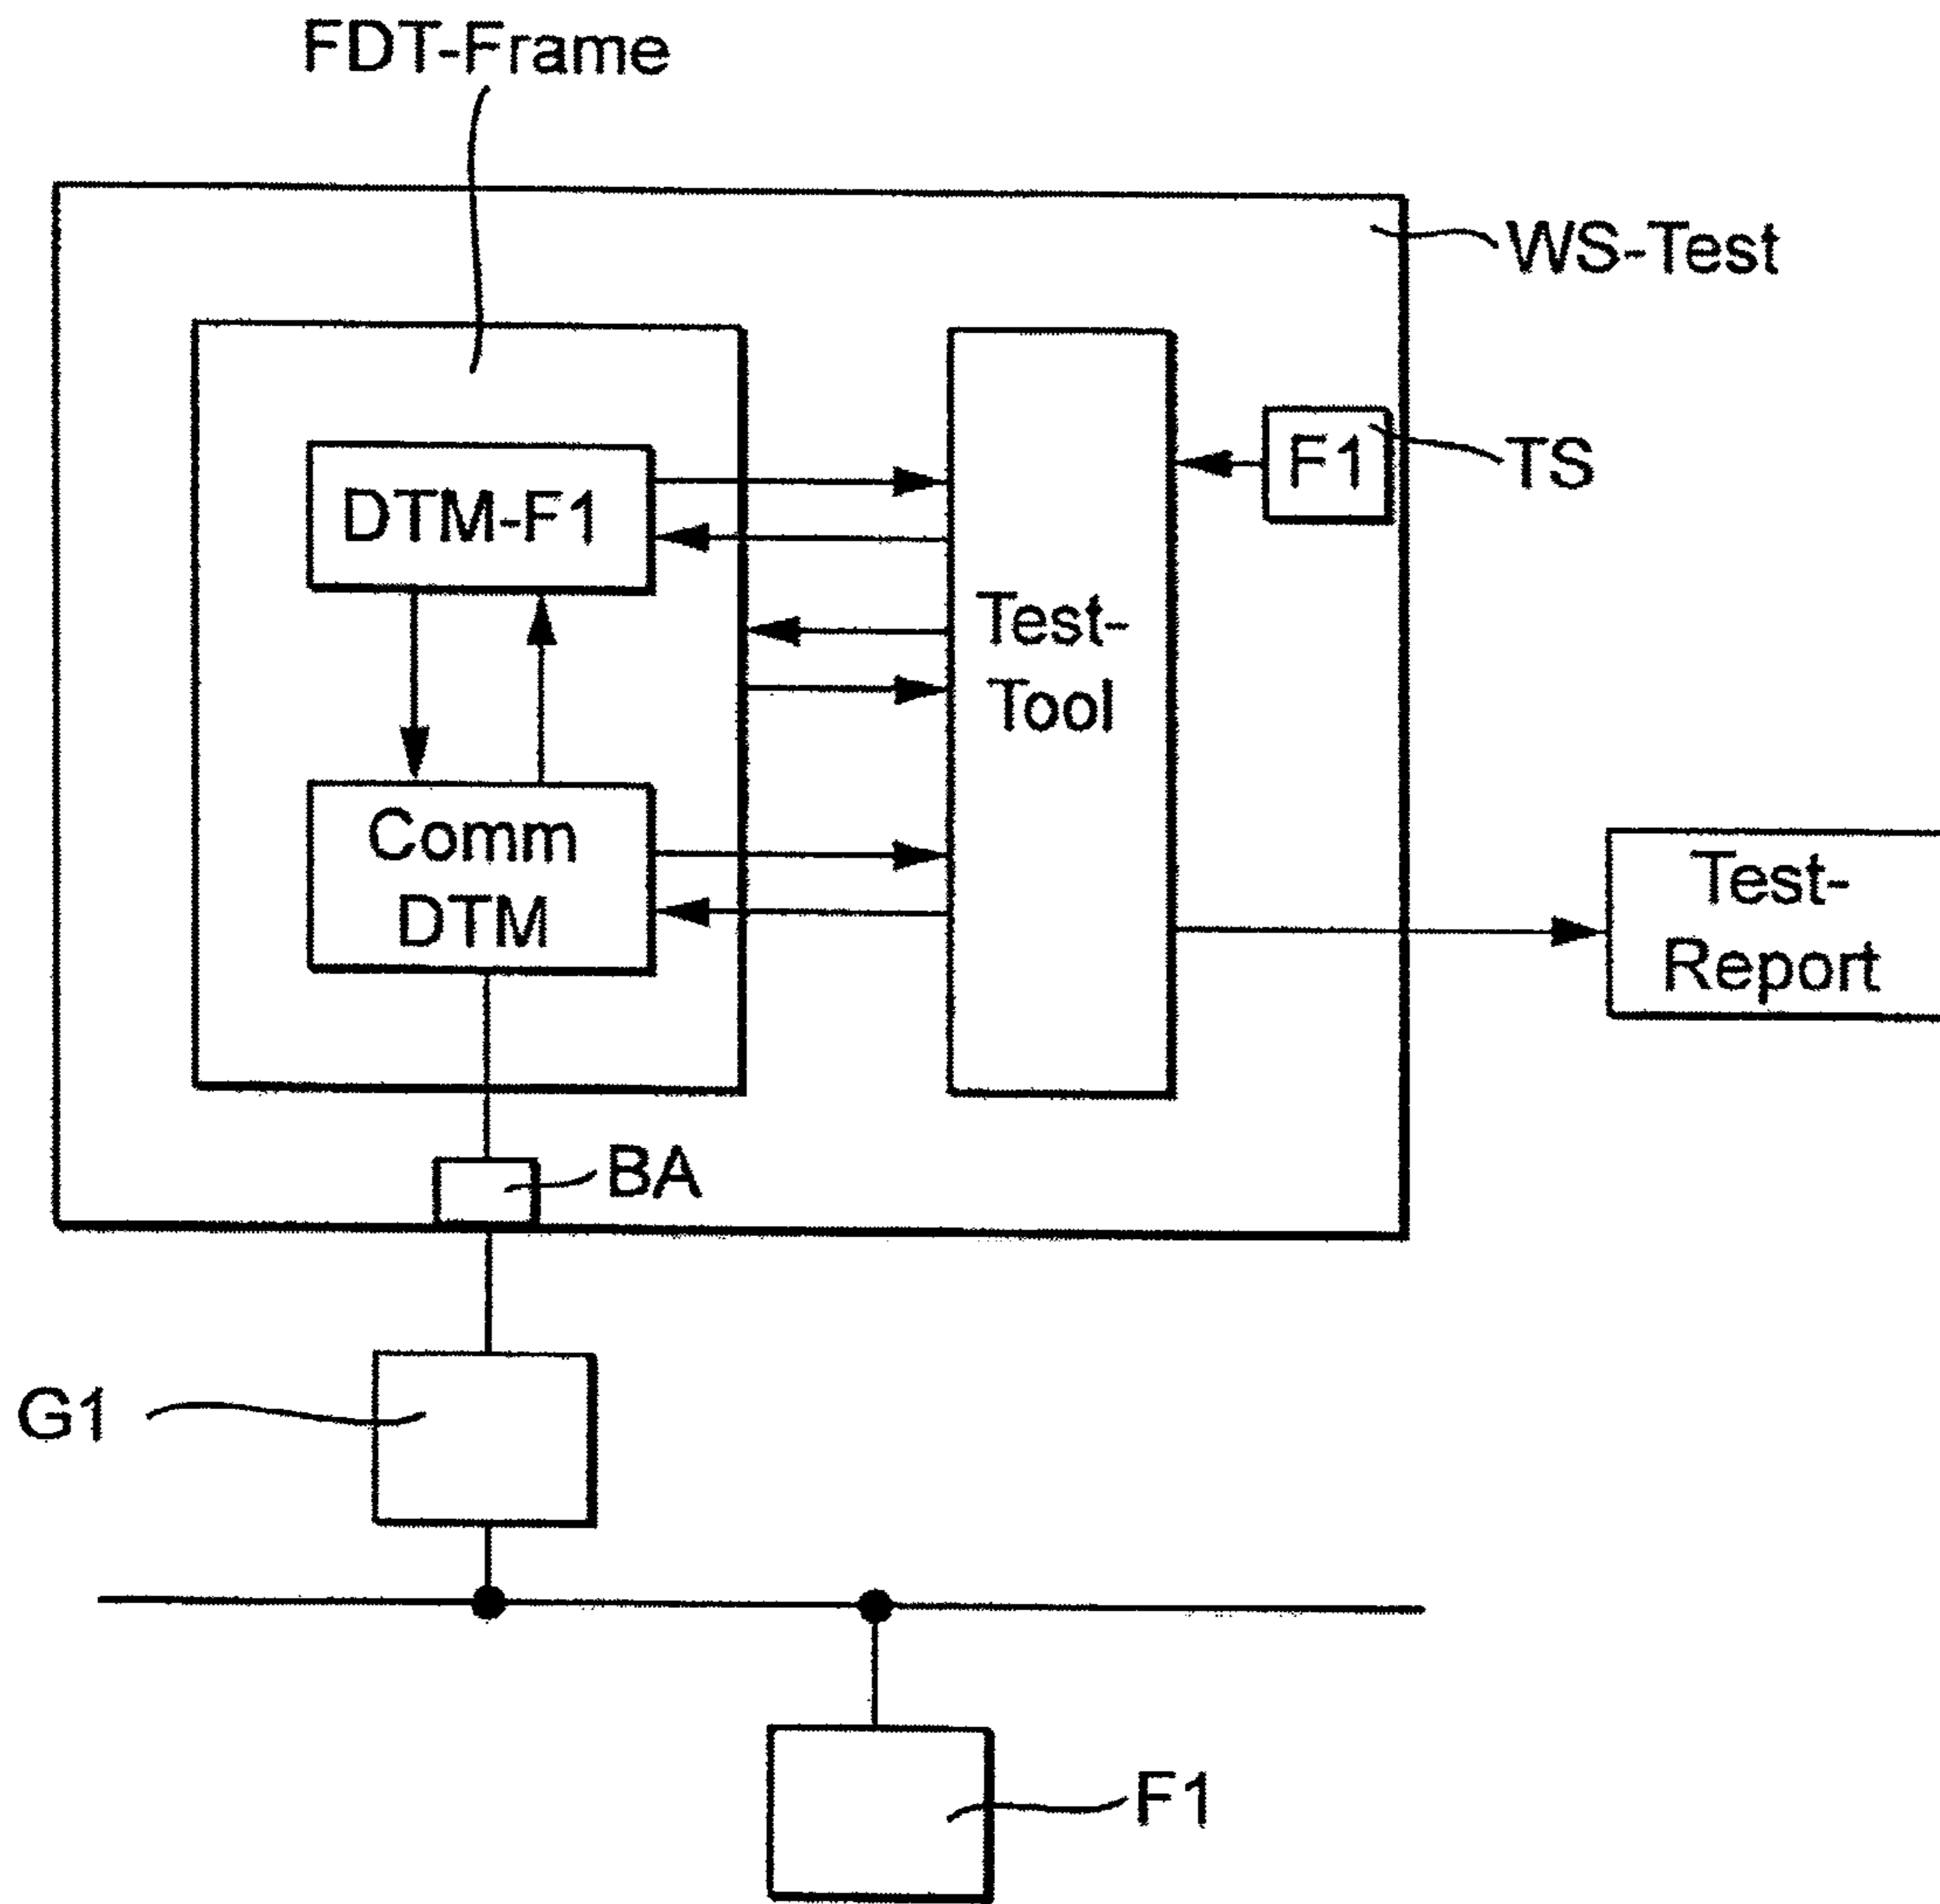 FDT-Frame
WS-Test
F1
TS
DTM-F1
Test-
Tool
Comm
DTM
Test-
Report
BA
G1
F1